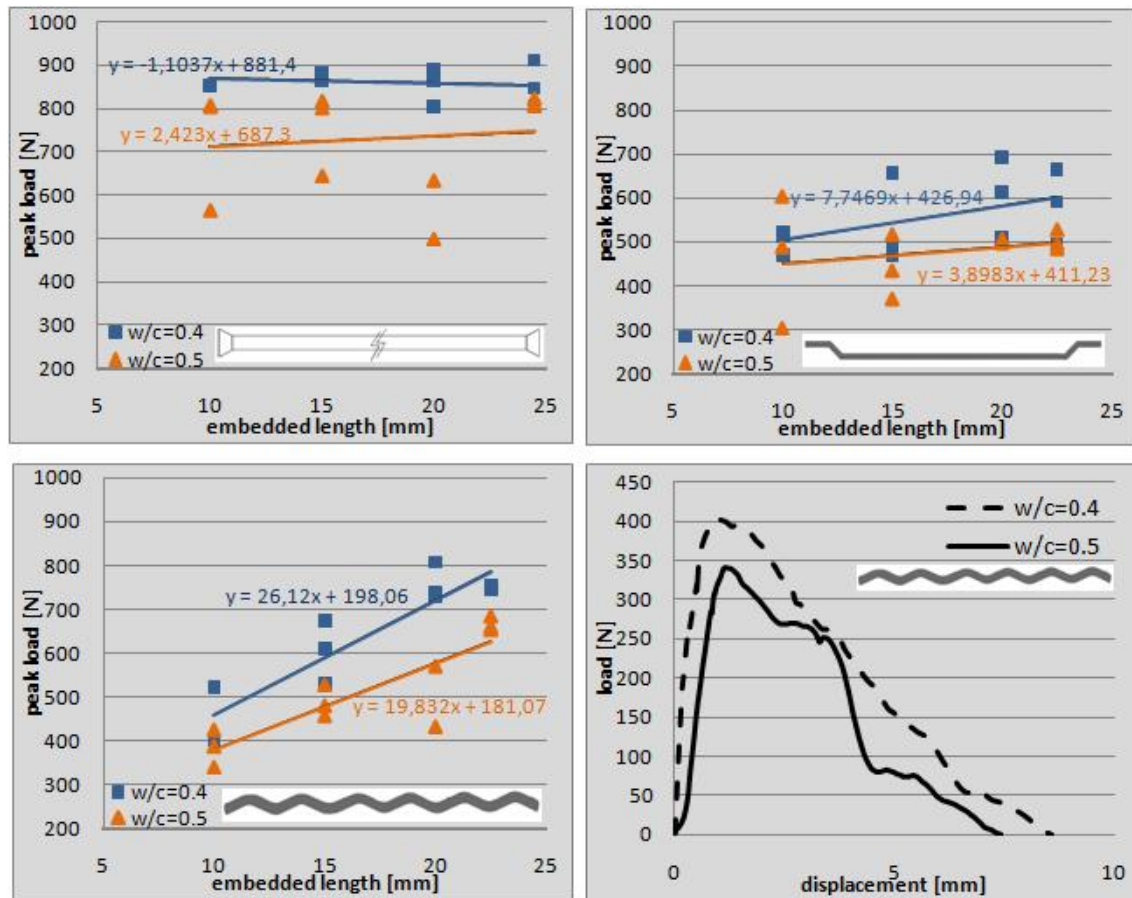 1000
900
800
700
600
500
400
300
200
peak load [N]
y = -1,1037x + 881,4
y = 2,423x + 687,3
w/c=0.4
w/c=0.5
5 10 15 20 25
embedded length [mm]
1000
900
800
700
600
500
400
300
200
peak load [N]
y = 7,7469x + 426,94
y = 3,8983x + 411,23
w/c=0.4
w/c=0.5
5 10 15 20 25
embedded length [mm]
1000
900
800
700
600
500
400
300
200
peak load [N]
y = 26,12x + 198,06
y = 19,832x + 181,07
w/c=0.4
w/c=0.5
5 10 15 20 25
embedded length [mm]
450
400
350
300
250
200
150
100
50
0
load [N]
w/c=0.4
w/c=0.5
0 5 10
displacement [mm]